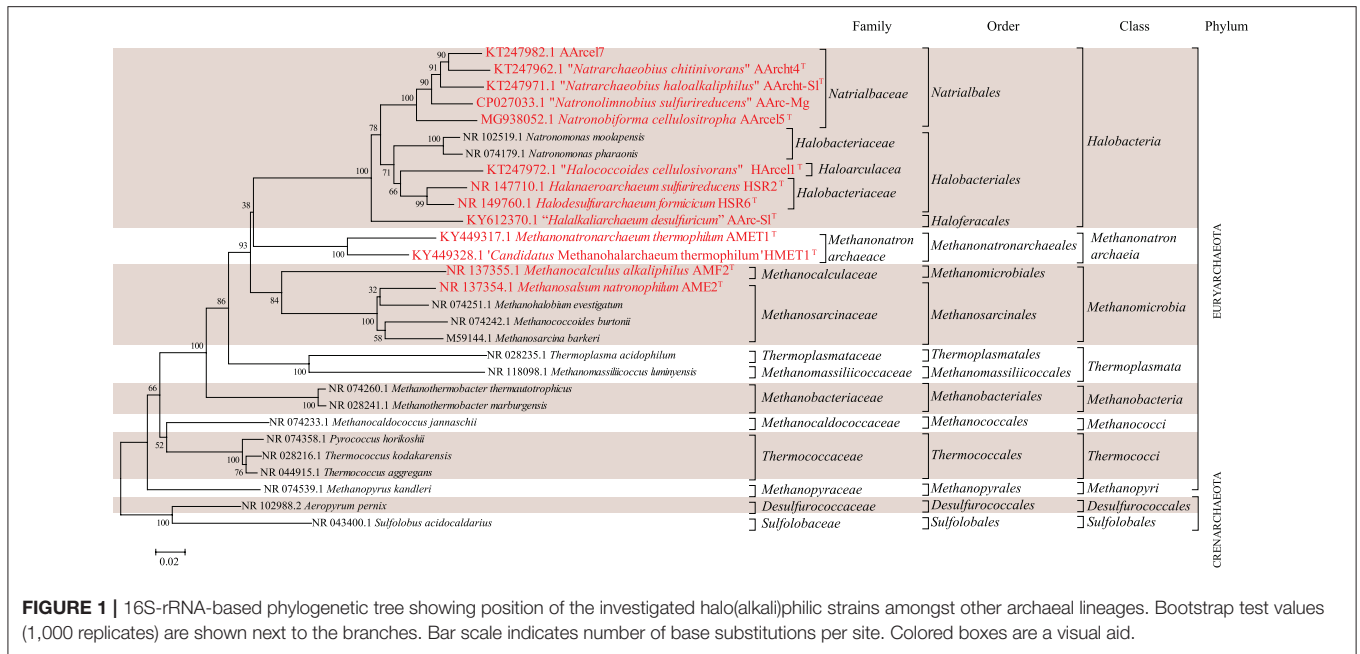 Family Order Class Phylum
KT247982.1 AArcel7
KT247962.1 "Natrarchaeobius chitinivorans" AArcht4ᵀ
KT247971.1 "Natrarchaeobius haloalkaliphilus" AArcht-Slᵀ
CP027033.1 "Natronolimnobius sulfurireducens" AArc-Mg
MG938052.1 Natronobiforma cellulositropha AArcel5ᵀ
NR 102519.1 Natronomonas moolapensis
NR 074179.1 Natronomonas pharaonis
KT247972.1 "Halococcoides cellulosivorans" HArcel1ᵀ
NR 147710.1 Halanaeroarchaeum sulfurireducens HSR2ᵀ
NR 149760.1 Halodesulfurarchaeum formicicum HSR6ᵀ
KY612370.1 “Halalkaliarchaeum desulfuricum” AArc-Slᵀ
KY449317.1 Methanonatronarchaeum thermophilum AMET1ᵀ
KY449328.1 'Candidatus Methanohalarchaeum thermophilum'HMET1ᵀ
NR 137355.1 Methanocalculus alkaliphilus AMF2ᵀ
NR 137354.1 Methanosalsum natronophilum AME2ᵀ
NR 074251.1 Methanohalobium evestigatum
NR 074242.1 Methanococcoides burtonii
M59144.1 Methanosarcina barkeri
NR 028235.1 Thermoplasma acidophilum
NR 118098.1 Methanomassiliicoccus luminyensis
NR 074260.1 Methanothermobacter thermautotrophicus
NR 028241.1 Methanothermobacter marburgensis
NR 074233.1 Methanocaldococcus jannaschii
NR 074358.1 Pyrococcus horikoshii
NR 028216.1 Thermococcus kodakarensis
NR 044915.1 Thermococcus aggregans
NR 074539.1 Methanopyrus kandleri
NR 102988.2 Aeropyrum pernix
NR 043400.1 Sulfolobus acidocaldarius
90
91
90
100
78
100
100
71
66
99
38
93
100
86
84
32
100
58
100
100
100
66
52
100
76
100
0.02
Natrialbaceae
Halobacteriaceae
Haloarculacea
Halobacteriaceae
Methanonatron
archaeace
Methanocalculaceae
Methanosarcinaceae
Thermoplasmataceae
Methanomassiliicoccaceae
Methanobacteriaceae
Methanocaldococcaceae
Thermococcaceae
Methanopyraceae
Desulfurococcaceae
Sulfolobaceae
Natrialbales
Halobacteriales
Haloferacales
Methanonatronarchaeales
Methanomicrobiales
Methanosarcinales
Thermoplasmatales
Methanomassiliicoccales
Methanobacteriales
Methanococcales
Thermococcales
Methanopyrales
Desulfurococcales
Sulfolobales
Halobacteria
Methanonatron
archaeia
Methanomicrobia
Thermoplasmata
Methanobacteria
Methanococci
Thermococci
Methanopyri
Desulfurococcales
Sulfolobales
EURYARCHAEOTA
CRENARCHAEOTA
FIGURE 1 | 16S-rRNA-based phylogenetic tree showing position of the investigated halo(alkali)philic strains amongst other archaeal lineages. Bootstrap test values
(1,000 replicates) are shown next to the branches. Bar scale indicates number of base substitutions per site. Colored boxes are a visual aid.